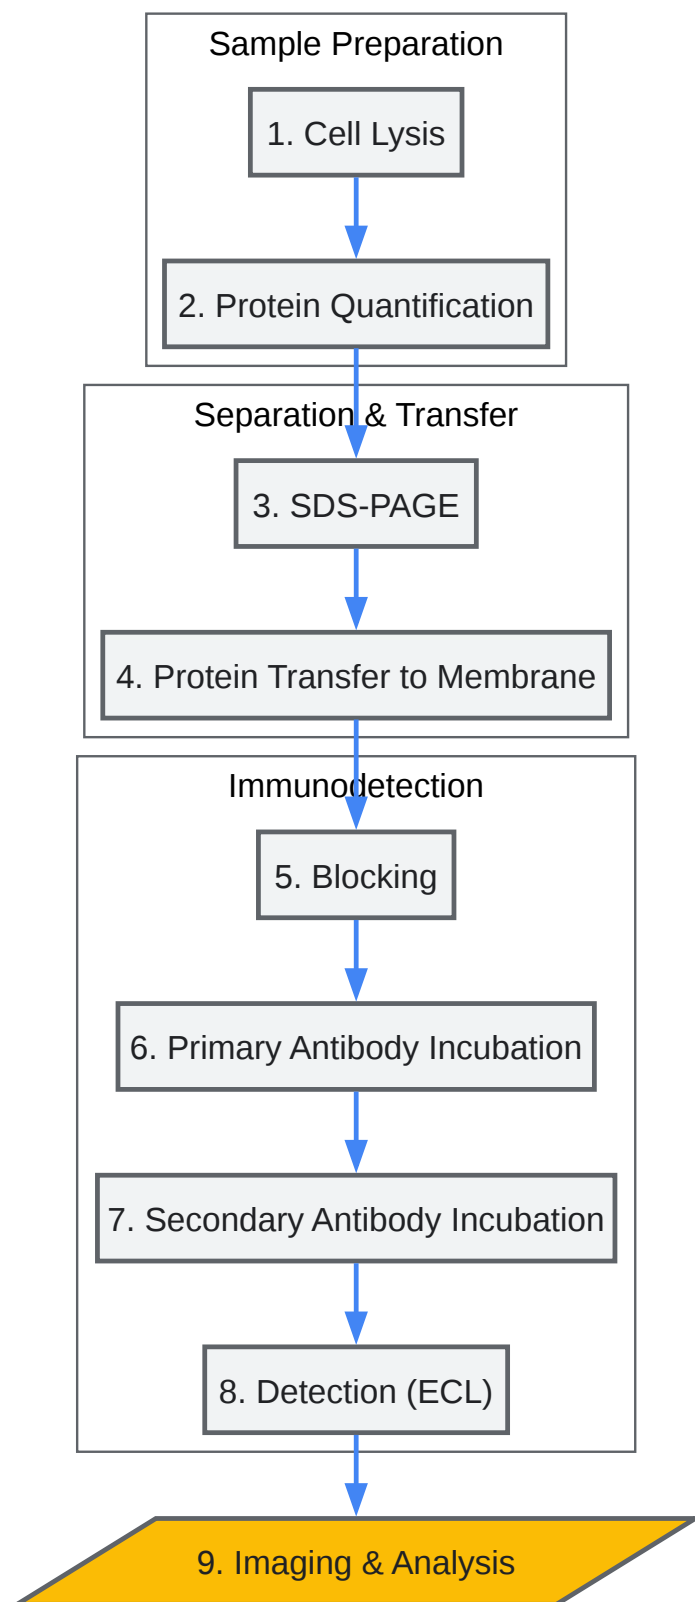 Sample Preparation
1. Cell Lysis
2. Protein Quantification
Separation & Transfer
3. SDS-PAGE
4. Protein Transfer to Membrane
Immunodetection
5. Blocking
6. Primary Antibody Incubation
7. Secondary Antibody Incubation
8. Detection (ECL)
9. Imaging & Analysis